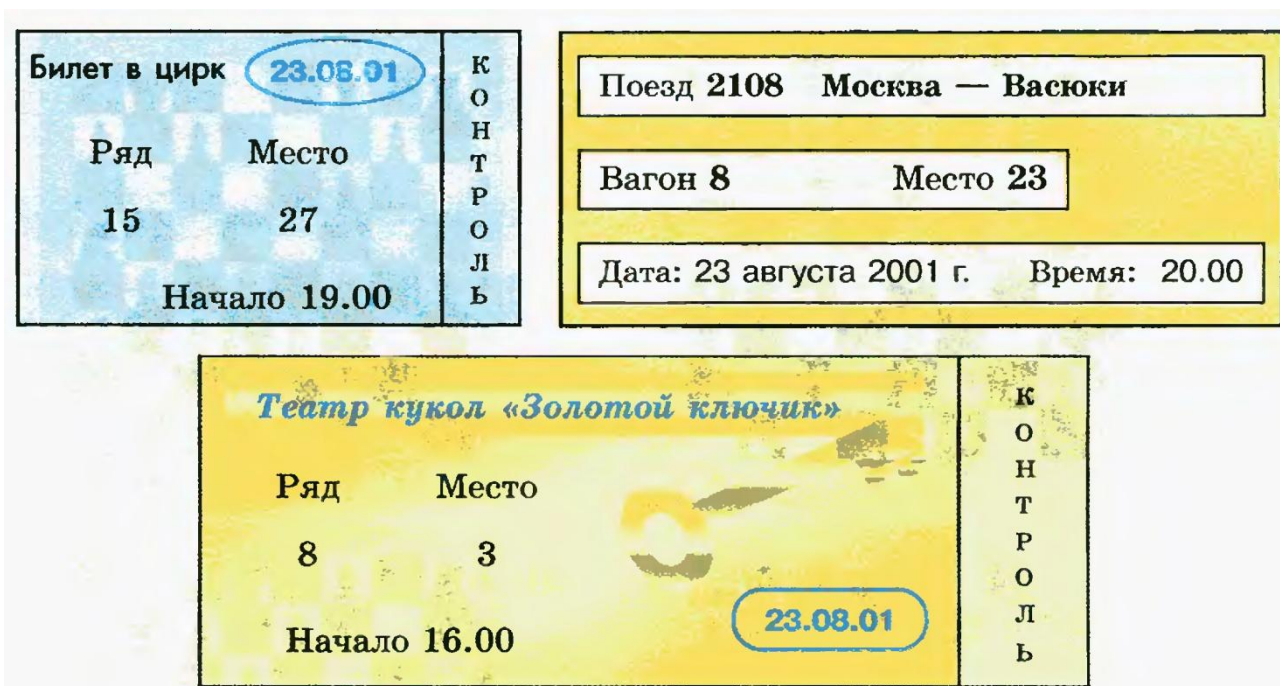 Билет в цирк 23.08.01
Ряд Место
15 27
Начало 19.00
КОНТРОЛЬ
Поезд 2108 Москва — Васюки
Вагон 8 Место 23
Дата: 23 августа 2001 г. Время: 20.00
Театр кукол «Золотой ключик»
Ряд Место
8 3
23.08.01
Начало 16.00
КОНТРОЛЬ